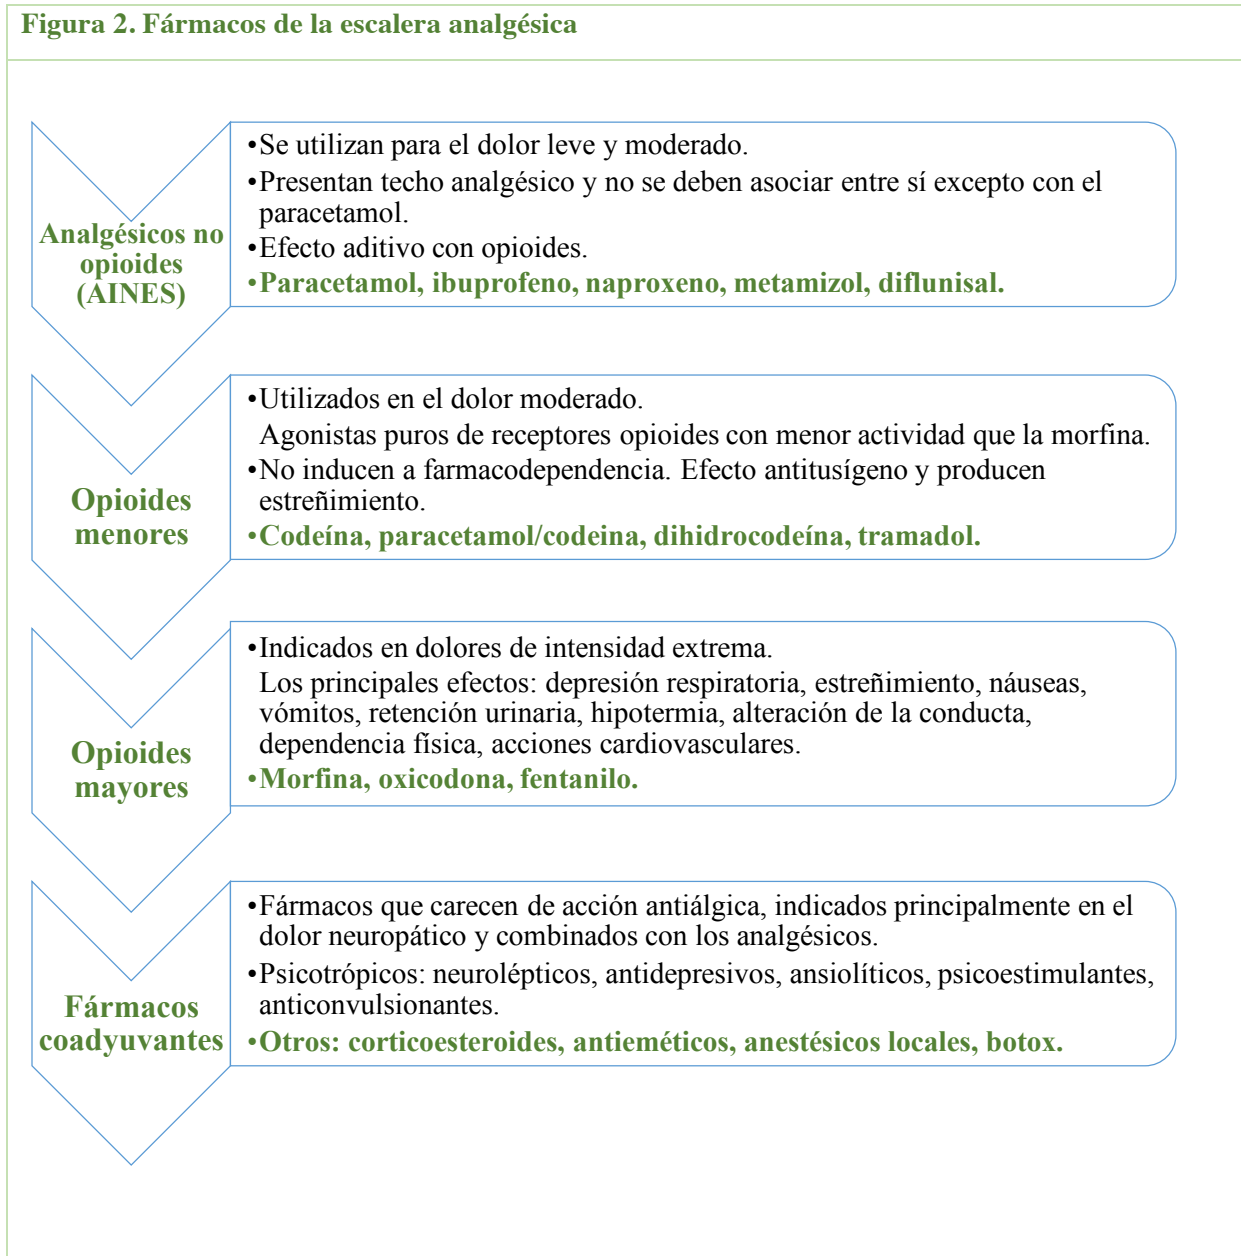 Figura 2. Fármacos de la escalera analgésica
Analgésicos no
opioides
(AINES)
•Se utilizan para el dolor leve y moderado.
•Presentan techo analgésico y no se deben asociar entre sí excepto con el
paracetamol.
•Efecto aditivo con opioides.
•Paracetamol, ibuprofeno, naproxeno, metamizol, diflunisal.
Opioides
menores
•Utilizados en el dolor moderado.
Agonistas puros de receptores opioides con menor actividad que la morfina.
•No inducen a farmacodependencia. Efecto antitusígeno y producen
estreñimiento.
•Codeína, paracetamol/codeina, dihidrocodeína, tramadol.
Opioides
mayores
•Indicados en dolores de intensidad extrema.
Los principales efectos: depresión respiratoria, estreñimiento, náuseas,
vómitos, retención urinaria, hipotermia, alteración de la conducta,
dependencia física, acciones cardiovasculares.
•Morfina, oxicodona, fentanilo.
Fármacos
coadyuvantes
•Fármacos que carecen de acción antiálgica, indicados principalmente en el
dolor neuropático y combinados con los analgésicos.
•Psicotrópicos: neurolépticos, antidepresivos, ansiolíticos, psicoestimulantes,
anticonvulsionantes.
•Otros: corticoesteroides, antieméticos, anestésicos locales, botox.